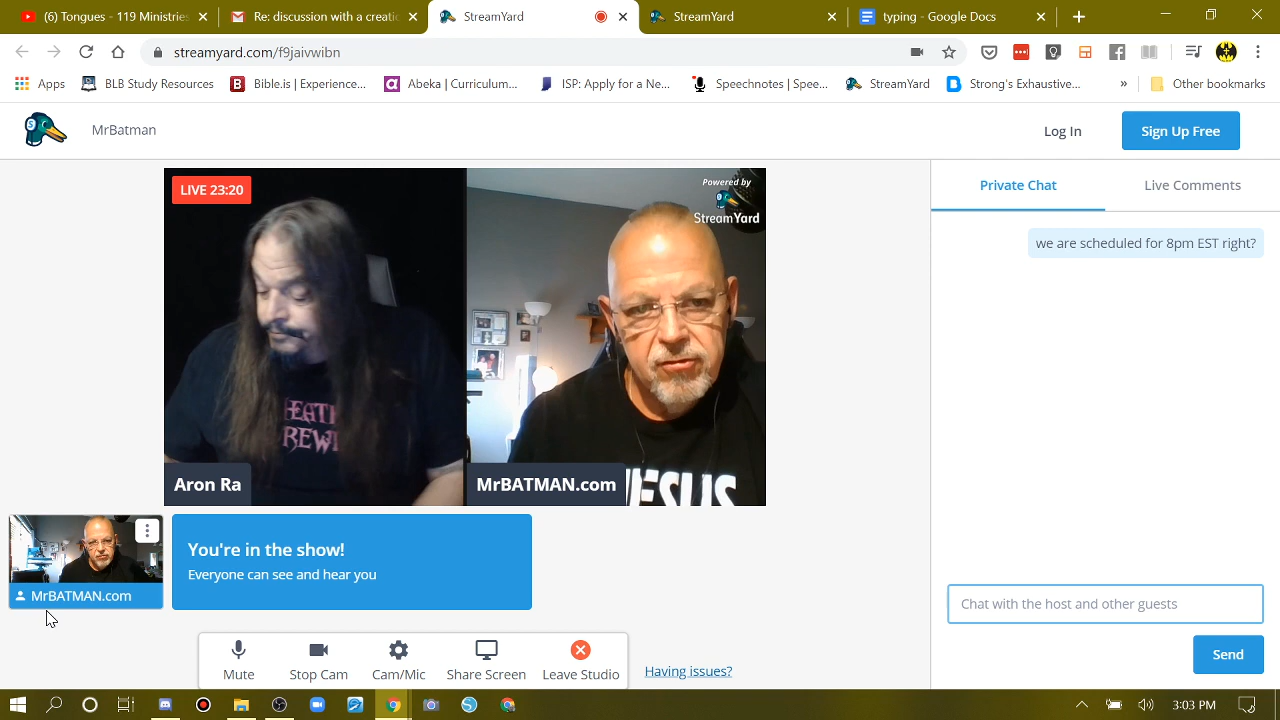 (6) Tongues - 119 Ministries
Re: discussion with a creati
StreamYard
StreamYard
typing - Google Docs
streamyard.com/f9jaivwibn
Apps
BLB Study Resources
Bible.is | Experience...
Abeka | Curriculum...
ISP: Apply for a Ne...
Speechnotes | Spee...
StreamYard
Strong's Exhaustive...
»
Other bookmarks
MrBatman
Log In
Sign Up Free
LIVE 23:20
Powered by
StreamYard
Private Chat
Live Comments
we are scheduled for 8pm EST right?
Aron Ra
MrBATMAN.com
MrBATMAN.com
You're in the show!
Everyone can see and hear you
Chat with the host and other guests
Send
Mute
Stop Cam
Cam/Mic
Share Screen
Leave Studio
Having issues?
3:03 PM